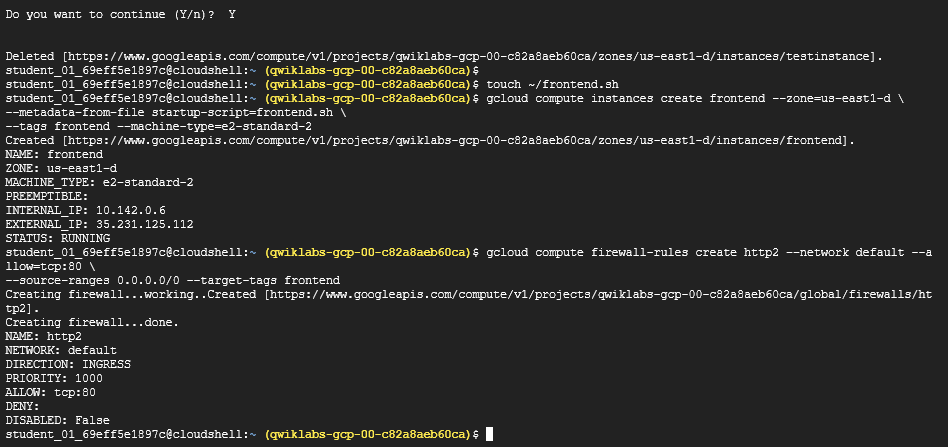 Do you want to continue (Y/n)?  Y
Deleted [https://www.googleapis.com/compute/v1/projects/qwiklabs-gcp-00-c82a8aeb60ca/zones/us-east1-d/instances/testinstance].
student_01_69eff5e1897c@cloudshell:~ (qwiklabs-gcp-00-c82a8aeb60ca)$
student_01_69eff5e1897c@cloudshell:~ (qwiklabs-gcp-00-c82a8aeb60ca)$ touch ~/frontend.sh
student_01_69eff5e1897c@cloudshell:~ (qwiklabs-gcp-00-c82a8aeb60ca)$ gcloud compute instances create frontend --zone=us-east1-d \
--metadata-from-file startup-script=frontend.sh \
--tags frontend --machine-type=e2-standard-2
Created [https://www.googleapis.com/compute/v1/projects/qwiklabs-gcp-00-c82a8aeb60ca/zones/us-east1-d/instances/frontend].
NAME: frontend
ZONE: us-east1-d
MACHINE_TYPE: e2-standard-2
PREEMPTIBLE:
INTERNAL_IP: 10.142.0.6
EXTERNAL_IP: 35.231.125.112
STATUS: RUNNING
student_01_69eff5e1897c@cloudshell:~ (qwiklabs-gcp-00-c82a8aeb60ca)$ gcloud compute firewall-rules create http2 --network default --a
llow=tcp:80 \
--source-ranges 0.0.0.0/0 --target-tags frontend
Creating firewall...working..Created [https://www.googleapis.com/compute/v1/projects/qwiklabs-gcp-00-c82a8aeb60ca/global/firewalls/ht
tp2].
Creating firewall...done.
NAME: http2
NETWORK: default
DIRECTION: INGRESS
PRIORITY: 1000
ALLOW: tcp:80
DENY:
DISABLED: False
student_01_69eff5e1897c@cloudshell:~ (qwiklabs-gcp-00-c82a8aeb60ca)$